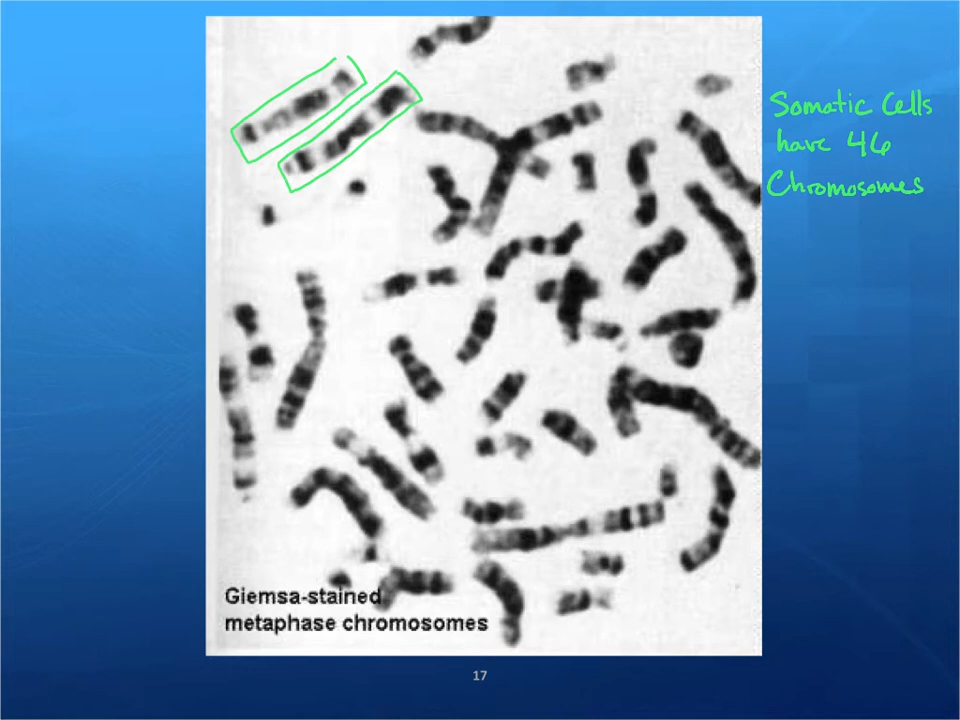 Somatic Cells
have 46
Chromosomes
Giemsa-stained
metaphase chromosomes
17